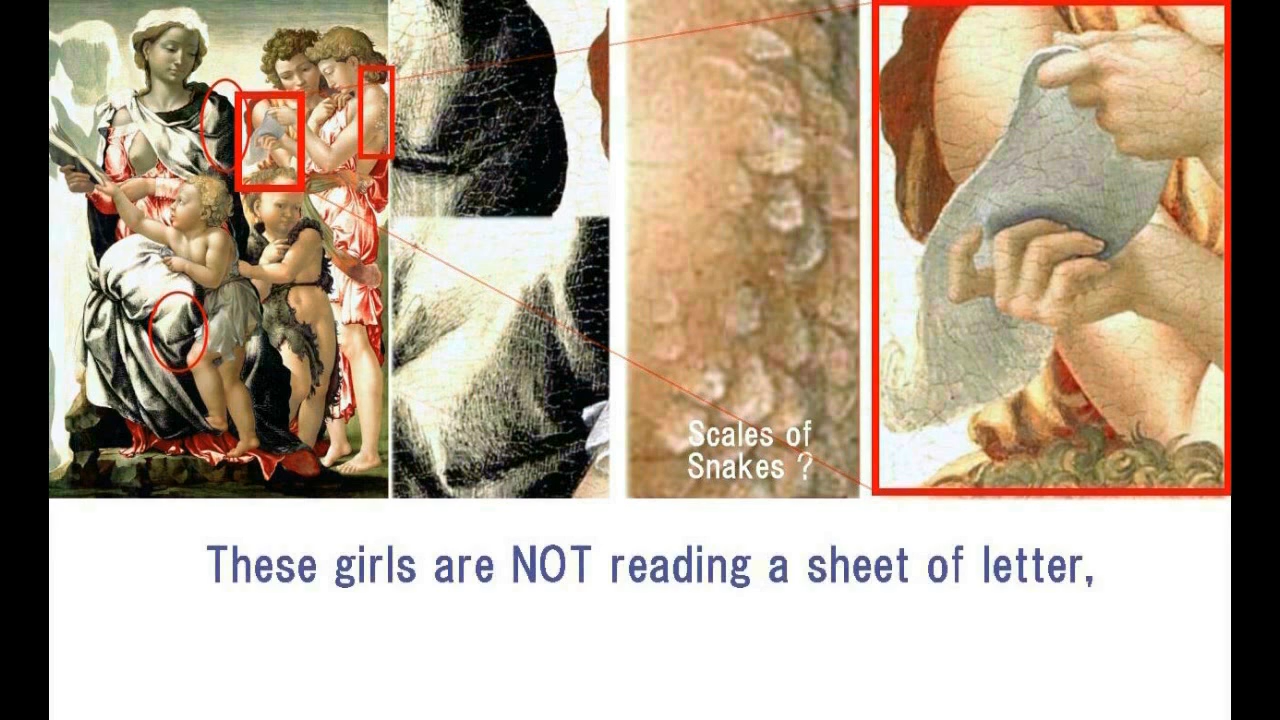 Scales of
Snakes ?
These girls are NOT reading a sheet of letter,